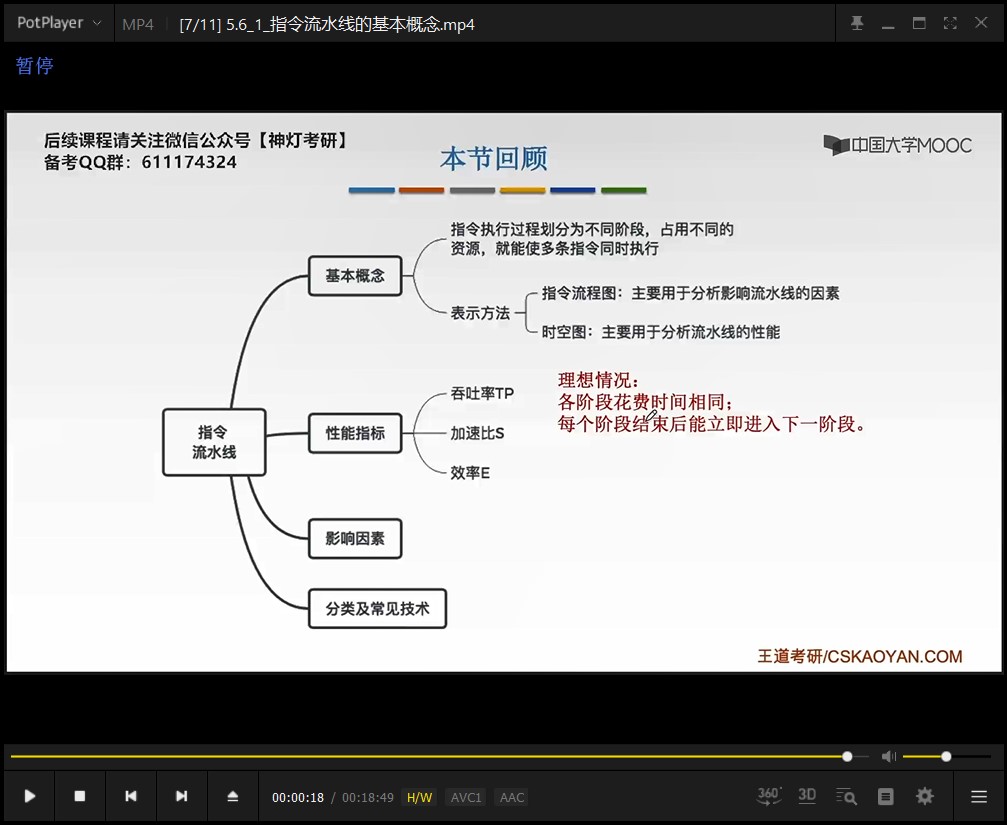 PotPlayer
MP4
[7/11] 5.6_1_指令流水线的基本概念.mp4
暂停
后续课程请关注微信公众号【神灯考研】
备考QQ群：611174324
本节回顾
中国大学MOOC
指令执行过程划分为不同阶段，占用不同的
资源，就能使多条指令同时执行
基本概念
指令流程图：主要用于分析影响流水线的因素
表示方法
时空图：主要用于分析流水线的性能
理想情况：
各阶段花费时间相同；
每个阶段结束后能立即进入下一阶段。
吞吐率TP
指令
流水线
性能指标
加速比S
效率E
影响因素
分类及常见技术
王道考研/CSKAOYAN.COM
00:00:18 / 00:18:49 H/W AVC1 AAC
360°
3D